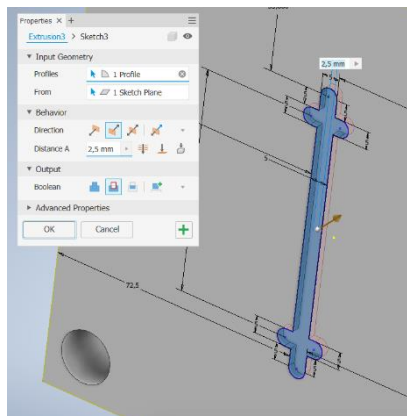 Properties × +
Extrusion3 > Sketch3
▼ Input Geometry
Profiles 1 Profile
From 1 Sketch Plane
▼ Behavior
Direction
Distance A 2,5 mm
▼ Output
Boolean
▶ Advanced Properties
OK Cancel +
2,5 mm
5
72,5